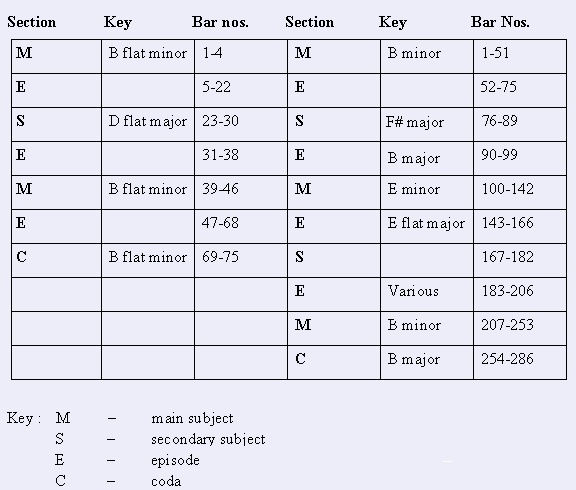 Section Key Bar nos. Section Key Bar Nos.
M B flat minor 1-4 M B minor 1-51
E 5-22 E 52-75
S D flat major 23-30 S F# major 76-89
E 31-38 E B major 90-99
M B flat minor 39-46 M E minor 100-142
E 47-68 E E flat major 143-166
C B flat minor 69-75 S 167-182
E Various 183-206
M B minor 207-253
C B major 254-286
Key : M – main subject
S – secondary subject
E – episode
C – coda